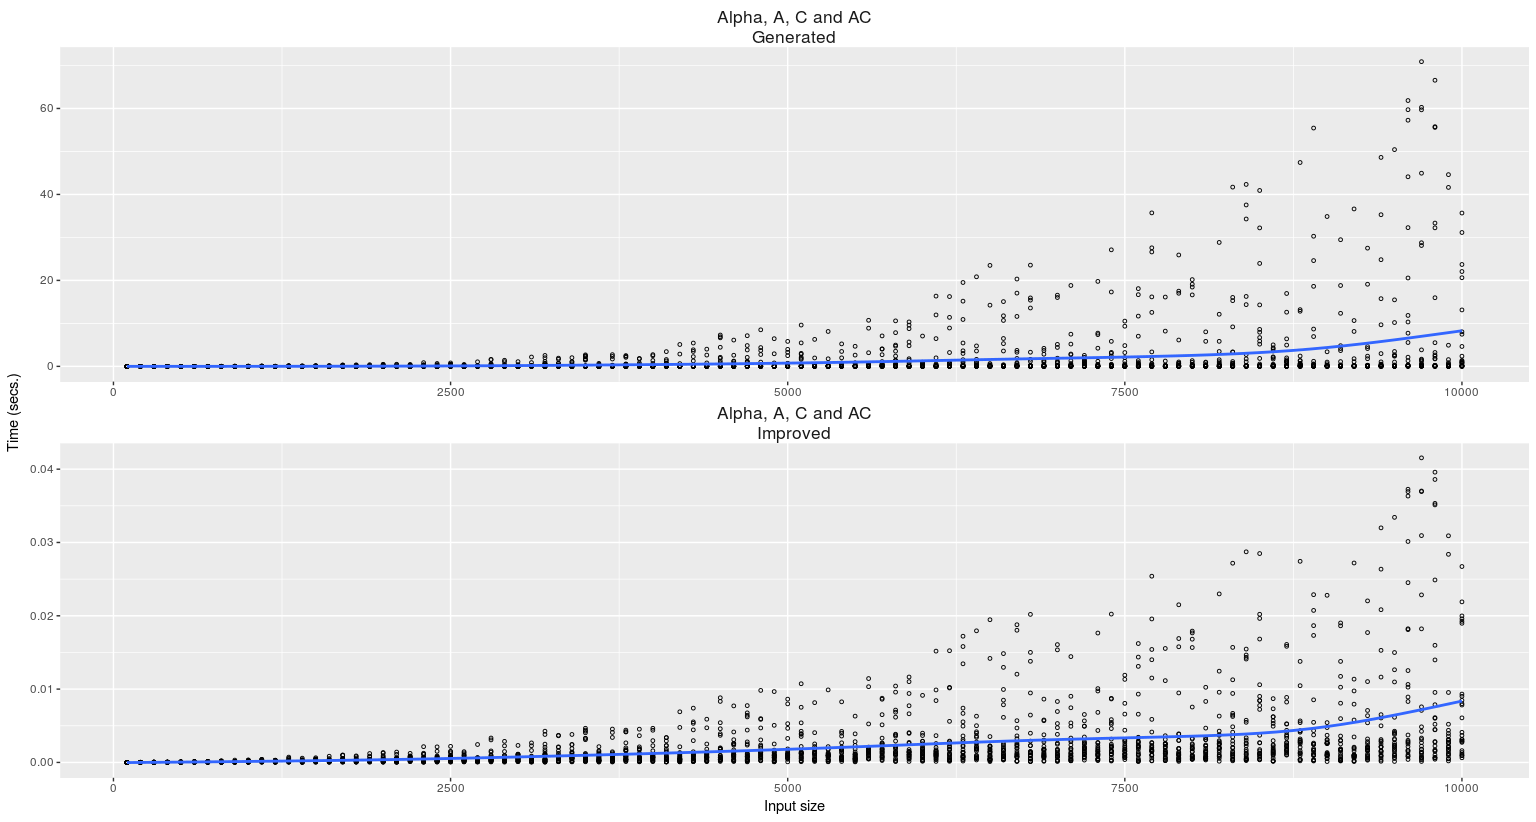 Alpha, A, C and AC
Generated
60
40
20
0
0 2500 5000 7500 10000
Time (secs.)
Alpha, A, C and AC
Improved
0.04
0.03
0.02
0.01
0.00
0 2500 5000 7500 10000
Input size